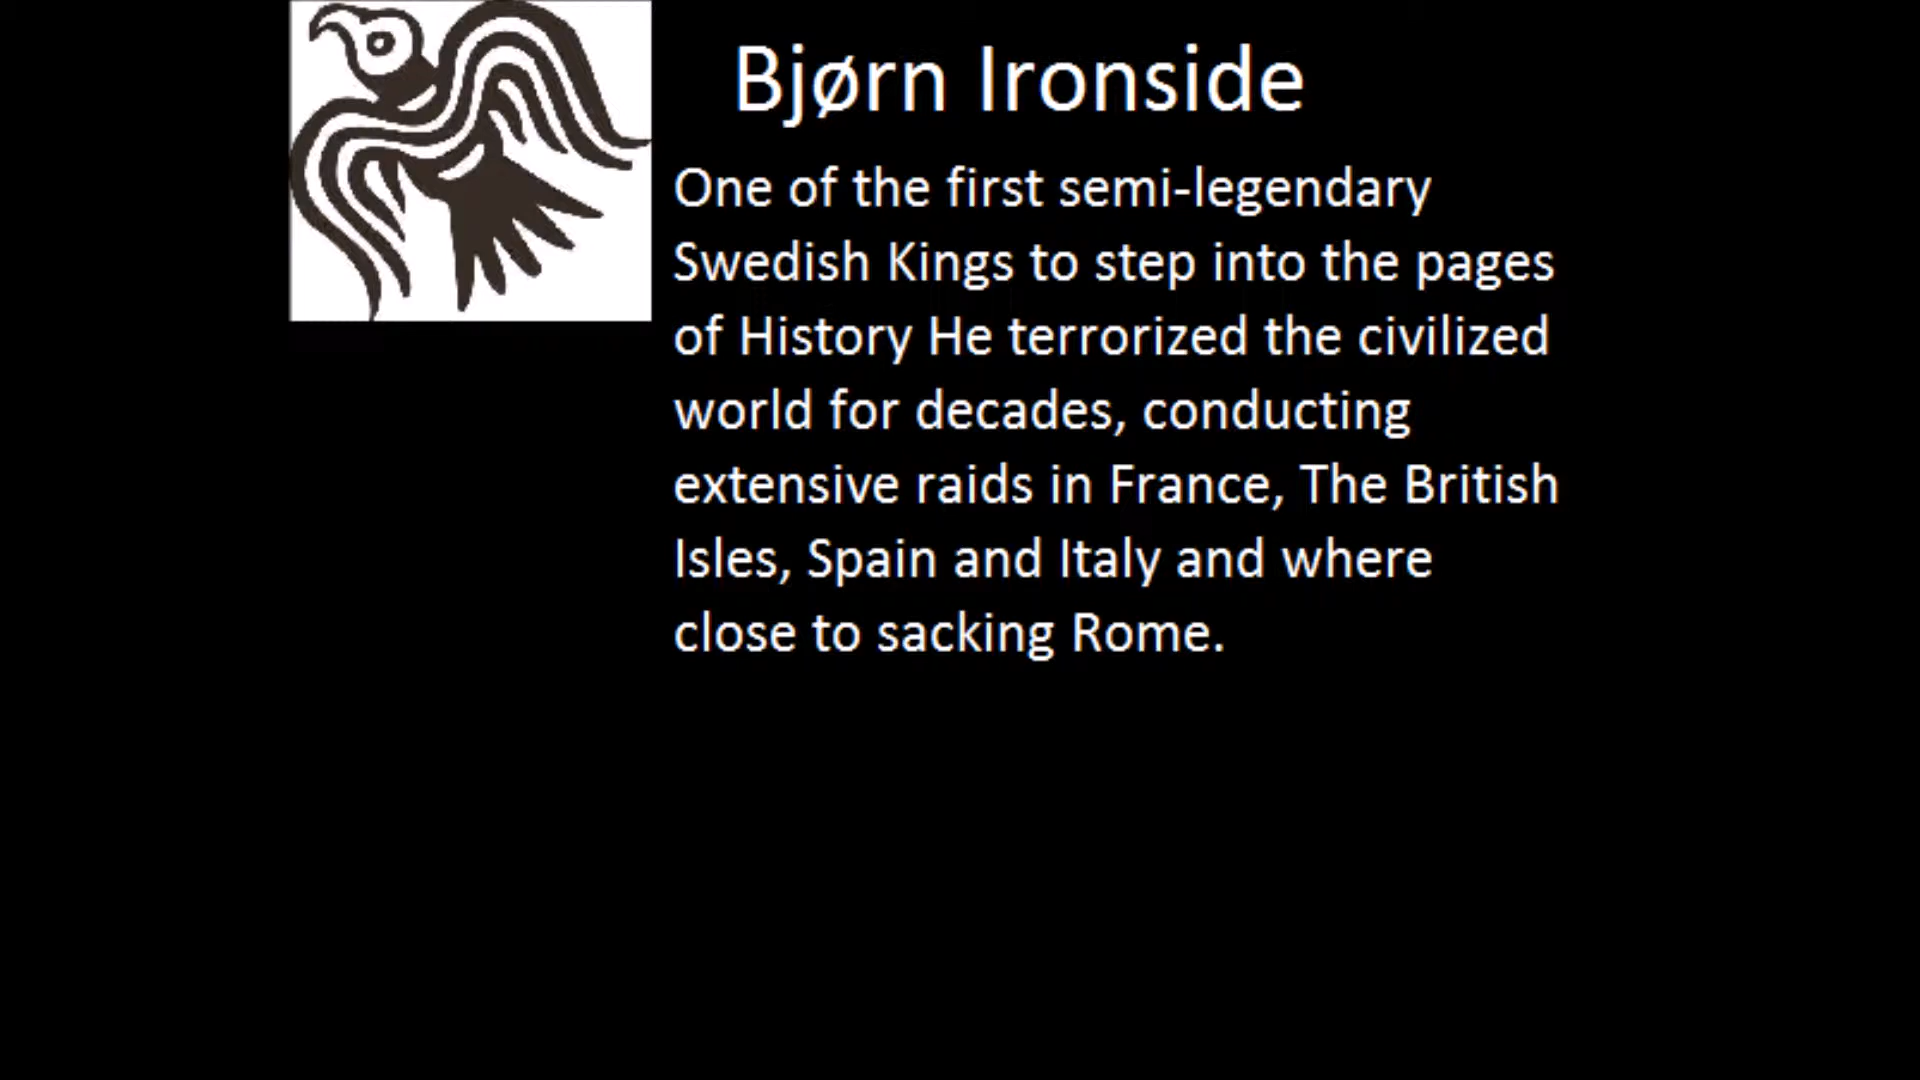 Bjørn Ironside
One of the first semi-legendary
Swedish Kings to step into the pages
of History He terrorized the civilized
world for decades, conducting
extensive raids in France, The British
Isles, Spain and Italy and where
close to sacking Rome.